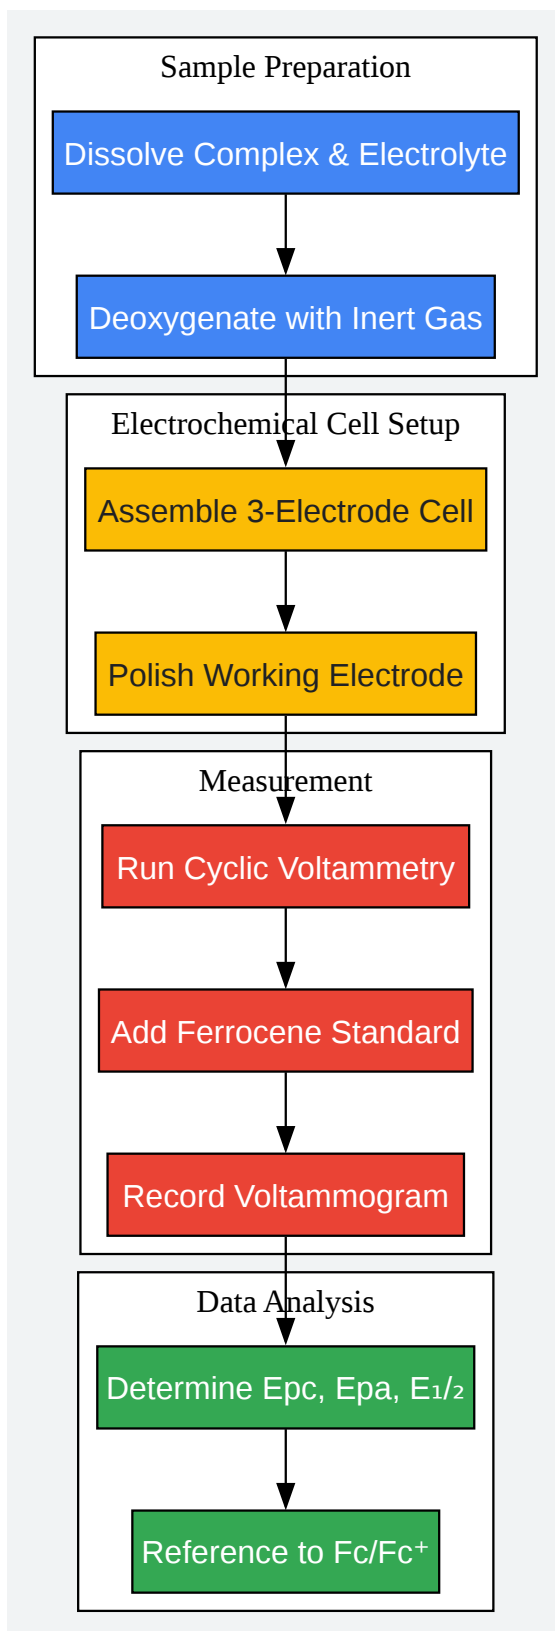 Sample Preparation
Dissolve Complex & Electrolyte
Deoxygenate with Inert Gas
Electrochemical Cell Setup
Assemble 3-Electrode Cell
Polish Working Electrode
Measurement
Run Cyclic Voltammetry
Add Ferrocene Standard
Record Voltammogram
Data Analysis
Determine Epc, Epa, E₁/₂
Reference to Fc/Fc⁺